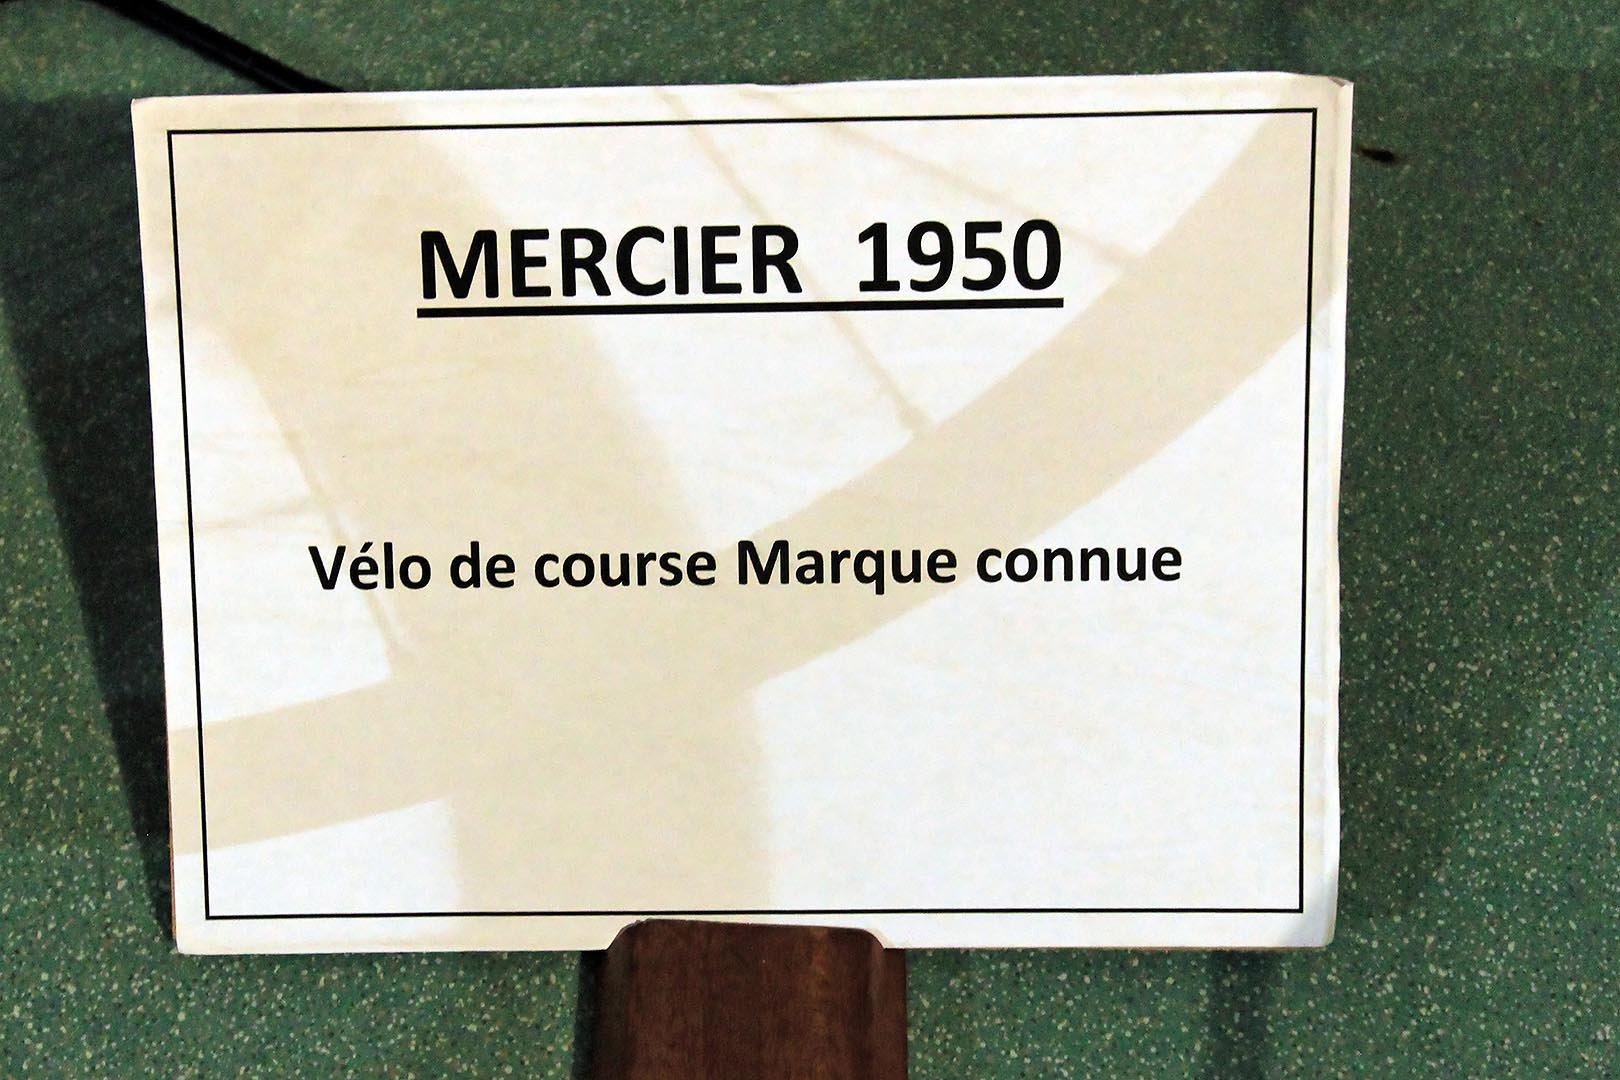 MERCIER 1950
Vélo de course Marque connue